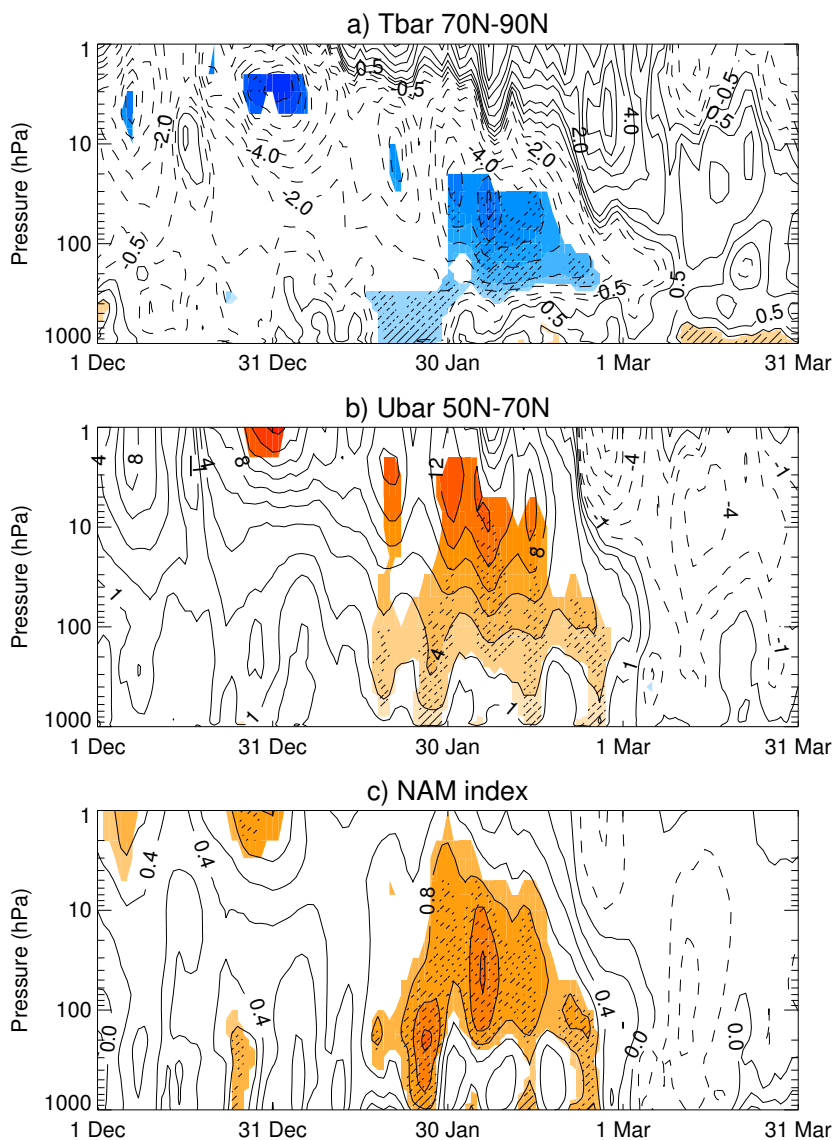 a) Tbar 70N-90N
Pressure (hPa)
1
10
100
1000
0.5
-0.5
-0.5
0.5
4.0
2.0
-2.0
-4.0
-2.0
4.0
-2.0
-0.5
-0.5
0.5
0.5
1 Dec
31 Dec
30 Jan
1 Mar
31 Mar
b) Ubar 50N-70N
Pressure (hPa)
1
10
100
1000
4
8
4
1
8
12
8
-4
-1
-1
-4
1
1
4
1
1
-1
1 Dec
31 Dec
30 Jan
1 Mar
31 Mar
c) NAM index
Pressure (hPa)
1
10
100
1000
0.4
0.4
0.8
0.4
0.4
0.0
0.0
0.0
1 Dec
31 Dec
30 Jan
1 Mar
31 Mar